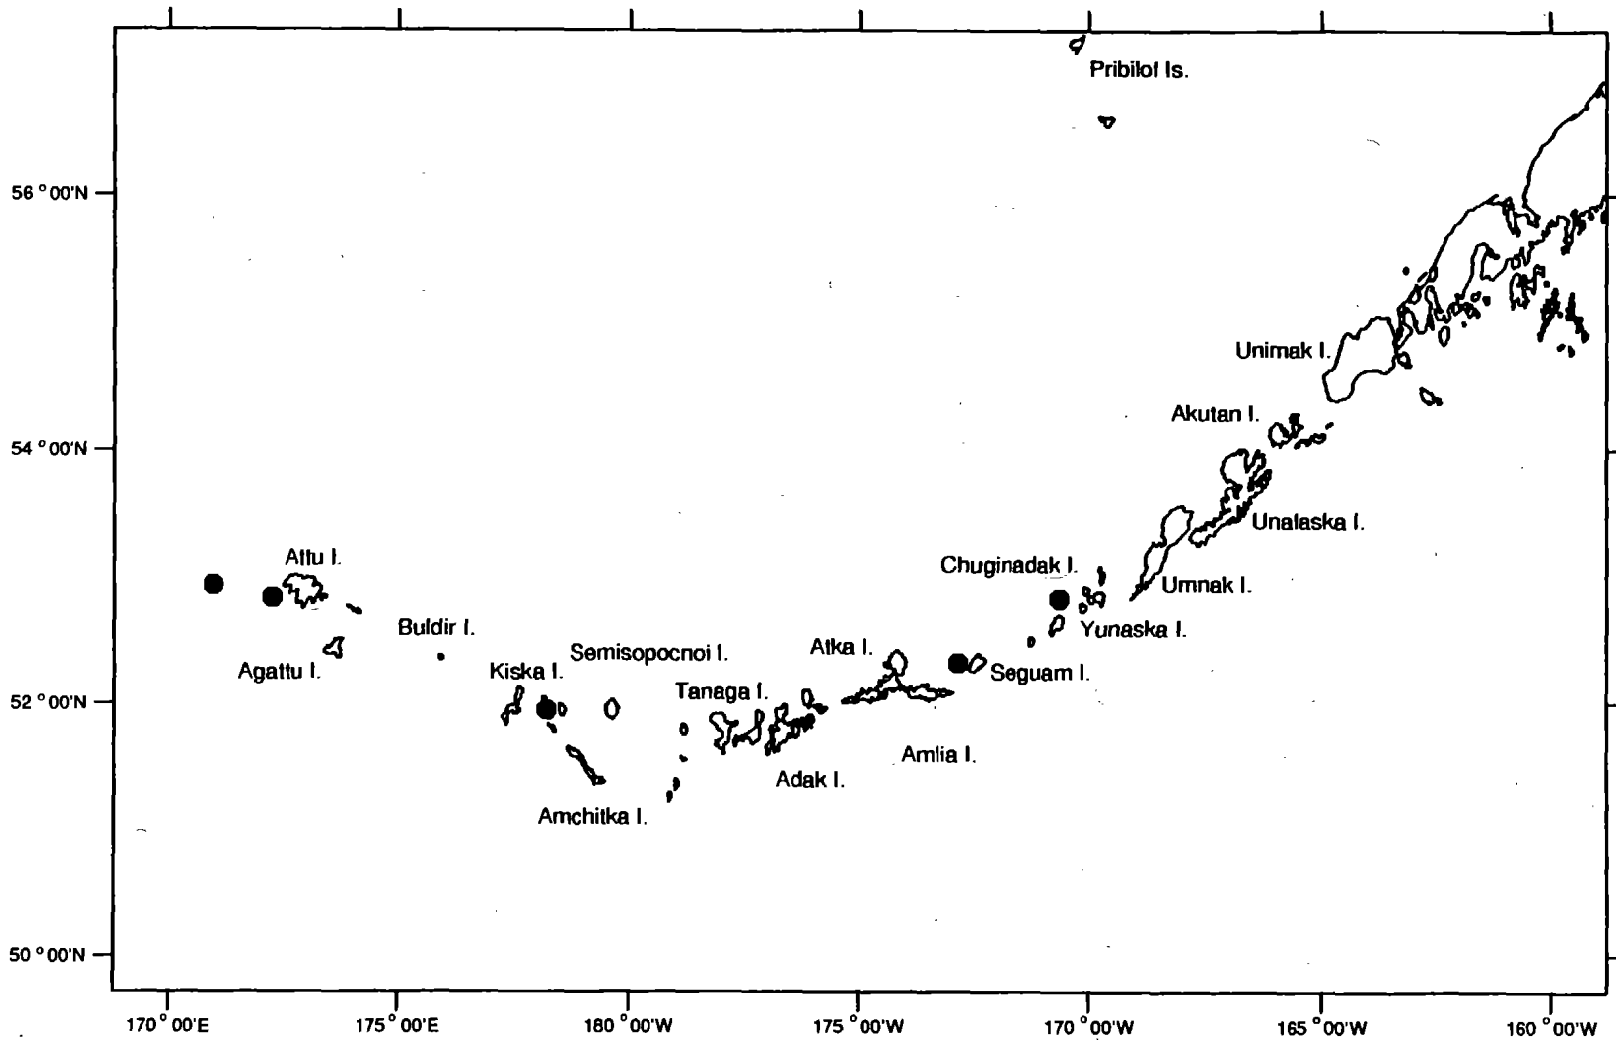 Pribilof Is.
56°00'N
Unimak I.
Akutan I.
54°00'N
Unalaska I.
Attu I.
Chuginadak I.
Umnak I.
Buldir I.
Yunaska I.
Agattu I.
Semisopocnoi I.
Atka I.
Kiska I.
Seguam I.
Tanaga I.
52°00'N
Amlia I.
Adak I.
Amchitka I.
50°00'N
170°00'E 175°00'E 180°00'W 175°00'W 170°00'W 165°00'W 160°00'W